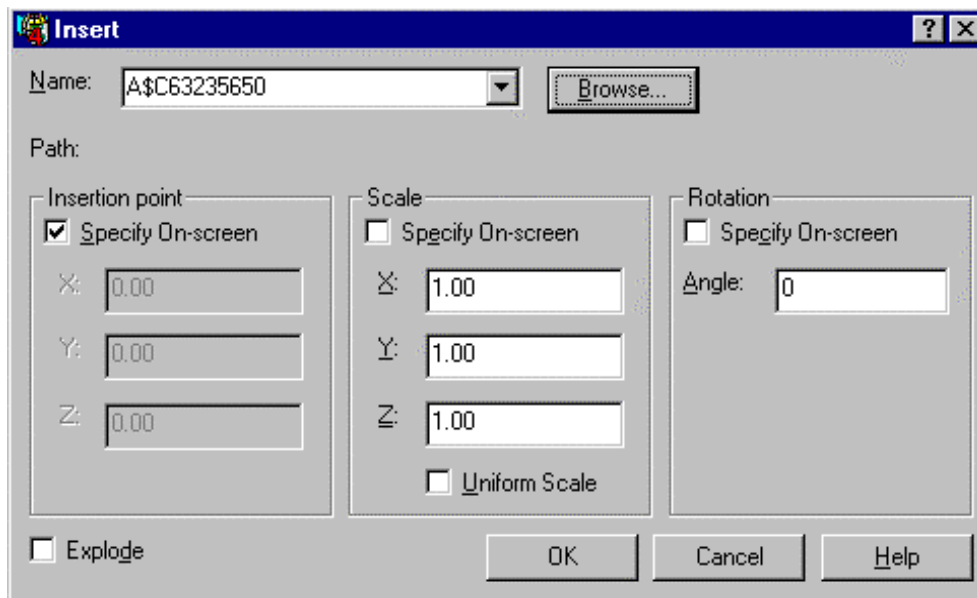 Insert
Name: A$C63235650 Browse...
Path:
Insertion point
Specify On-screen
X: 0.00
Y: 0.00
Z: 0.00
Scale
Specify On-screen
X: 1.00
Y: 1.00
Z: 1.00
Uniform Scale
Rotation
Specify On-screen
Angle: 0
Explode
OK Cancel Help